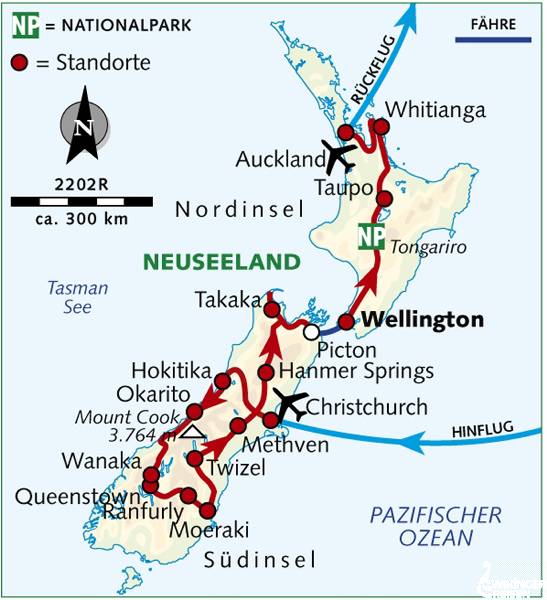 NP = NATIONALPARK
= Standorte
N
2202R
ca. 300 km
FÄHRE
RÜCKFLUG
Whitianga
Auckland
Taupo
Nordinsel
NP
Tongariro
NEUSEELAND
Tasman
See
Takaka
Wellington
Picton
Hokitika
Hanmer Springs
Okarito
Christchurch
Mount Cook
3.764 m
HINFLUG
Methven
Wanaka
Twizel
Queenstown
Ranfurly
Moeraki
PAZIFISCHER
OZEAN
Südinsel